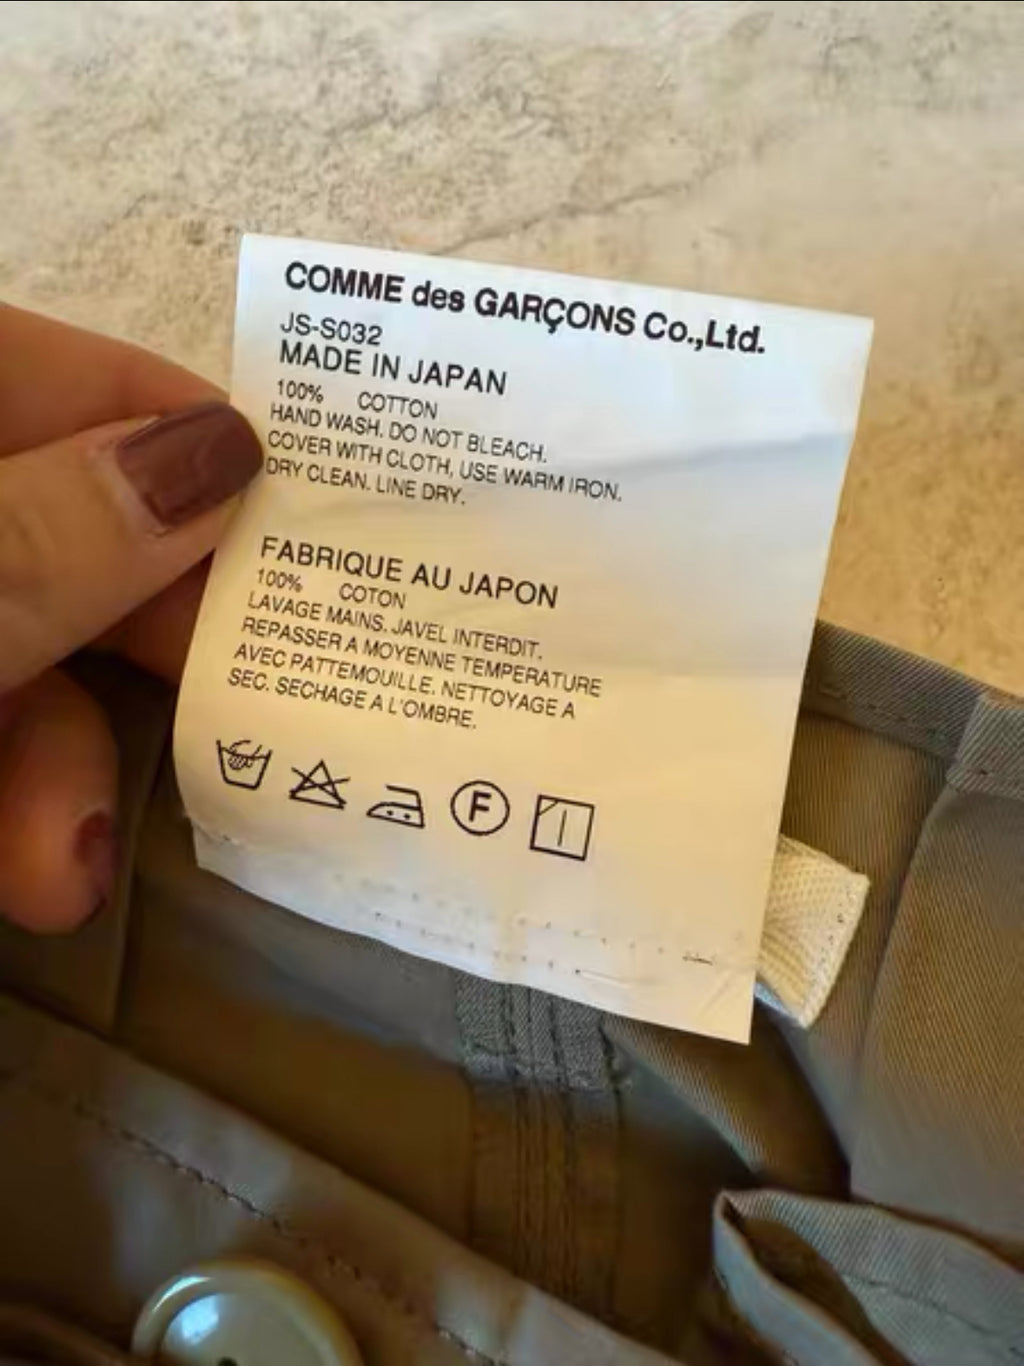 COMME des GARÇONS Co.,Ltd.
JS-S032
MADE IN JAPAN
100% COTTON
HAND WASH. DO NOT BLEACH.
COVER WITH CLOTH, USE WARM IRON.
DRY CLEAN. LINE DRY.
FABRIQUE AU JAPON
100% COTON
LAVAGE MAINS. JAVEL INTERDIT.
REPASSER A MOYENNE TEMPERATURE
AVEC PATTEMOUILLE. NETTOYAGE A
SEC. SECHAGE A L'OMBRE.
F